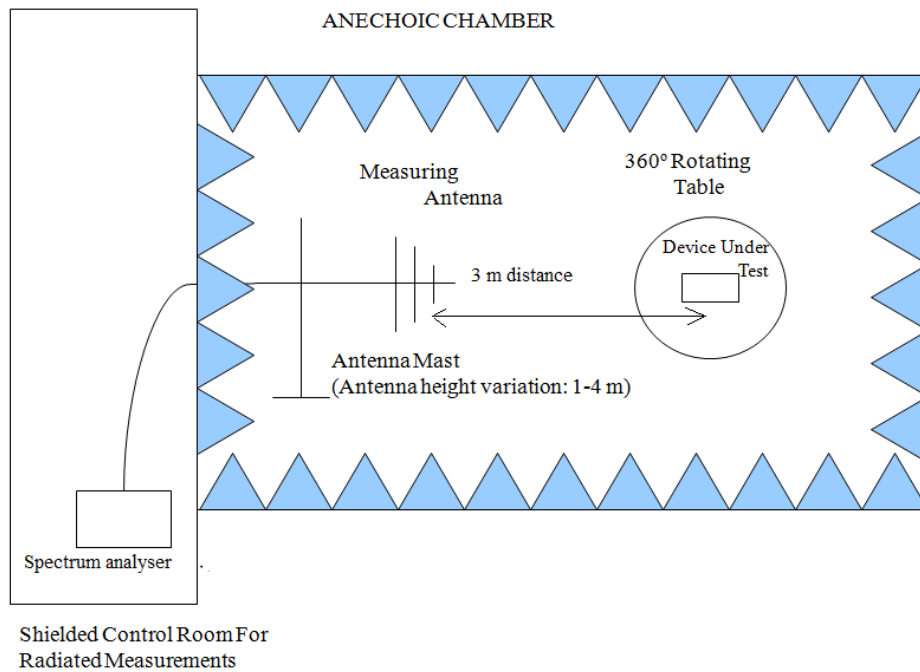 ANECHOIC CHAMBER
Measuring
Antenna
360° Rotating
Table
Device Under
Test
3 m distance
Antenna Mast
(Antenna height variation: 1-4 m)
Spectrum analyser
Shielded Control Room For
Radiated Measurements